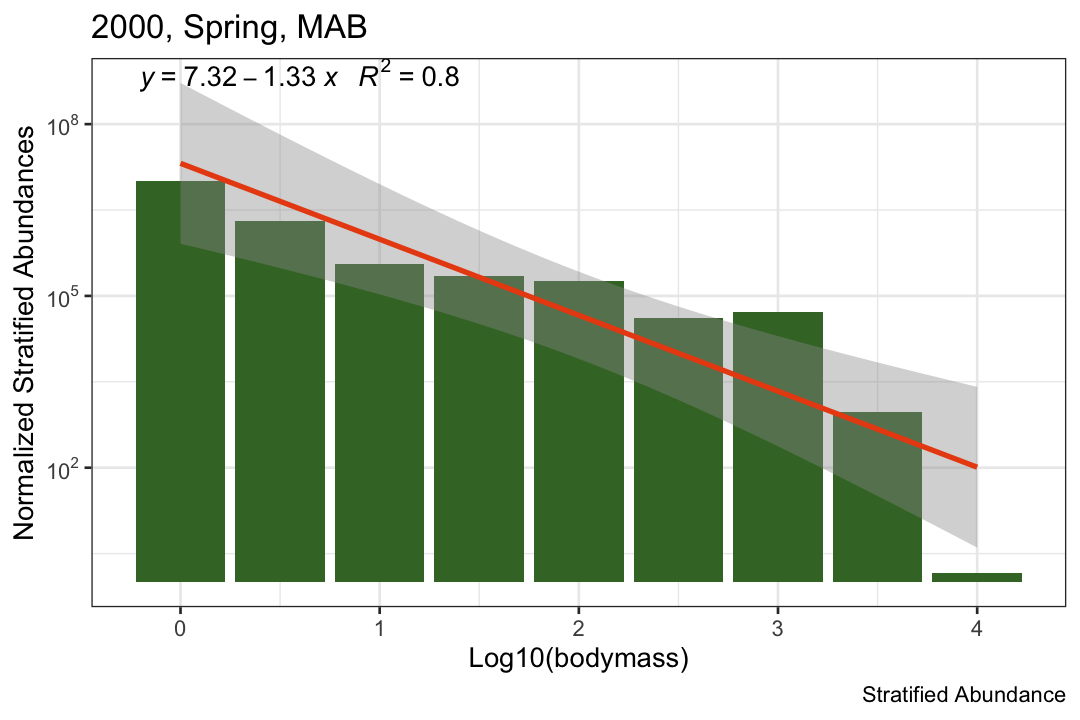 2000, Spring, MAB
y = 7.32 – 1.33 x R² = 0.8
Normalized Stratified Abundances
10⁸
10⁵
10²
0 1 2 3 4
Log10(bodymass)
Stratified Abundance